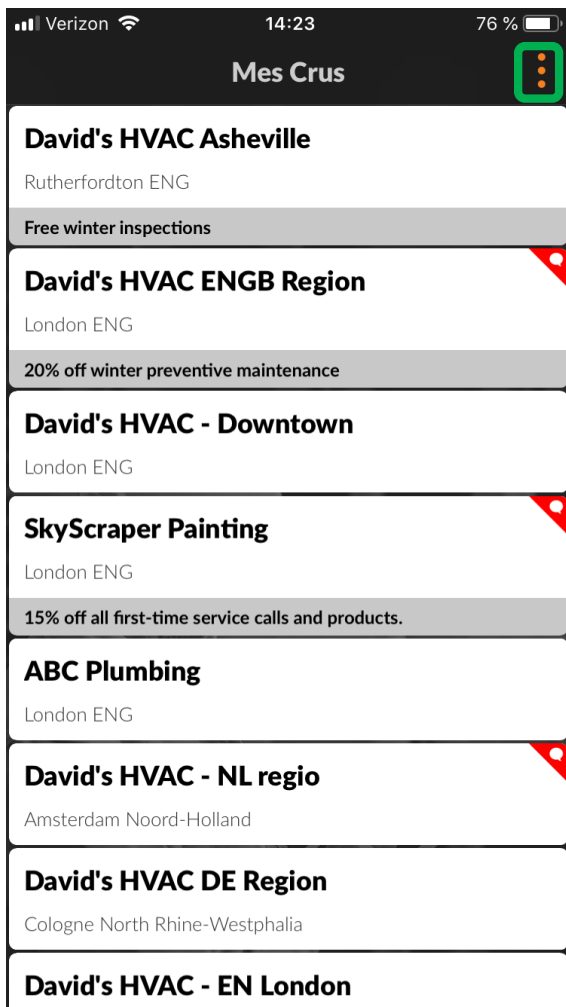 Verizon 14:23 76 %
Mes Crus
David's HVAC Asheville
Rutherfordton ENG
Free winter inspections
David's HVAC ENGB Region
London ENG
20% off winter preventive maintenance
David's HVAC - Downtown
London ENG
SkyScraper Painting
London ENG
15% off all first-time service calls and products.
ABC Plumbing
London ENG
David's HVAC - NL regio
Amsterdam Noord-Holland
David's HVAC DE Region
Cologne North Rhine-Westphalia
David's HVAC - EN London